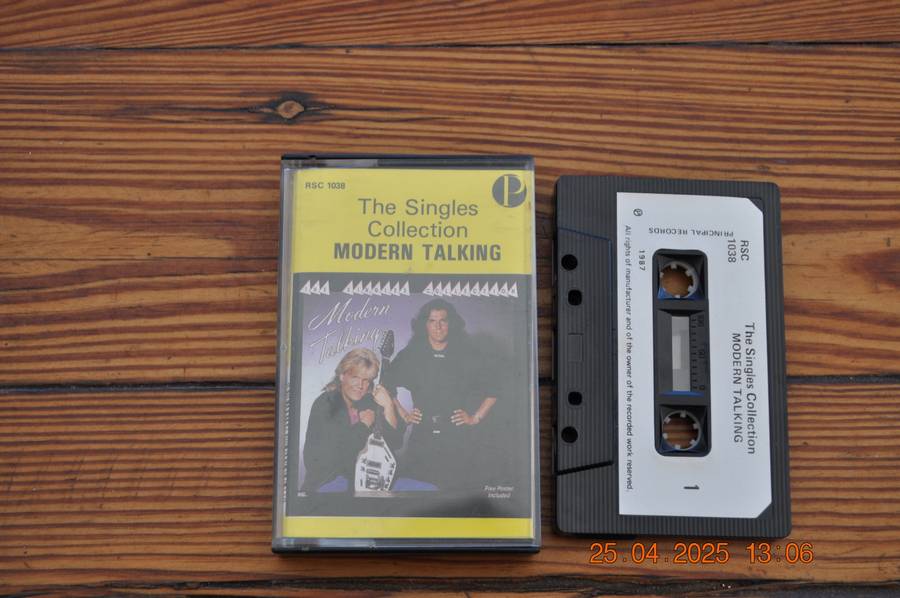 RSC 1038
P
The Singles
Collection
MODERN TALKING
Modern
Talking
Free Poster
Included
PRINCIPAL RECORDS
RSC
1038
The Singles Collection
MODERN TALKING
1987
All rights of manufacturer and of the owner of the recorded work reserved.
1
25.04.2025 13:06